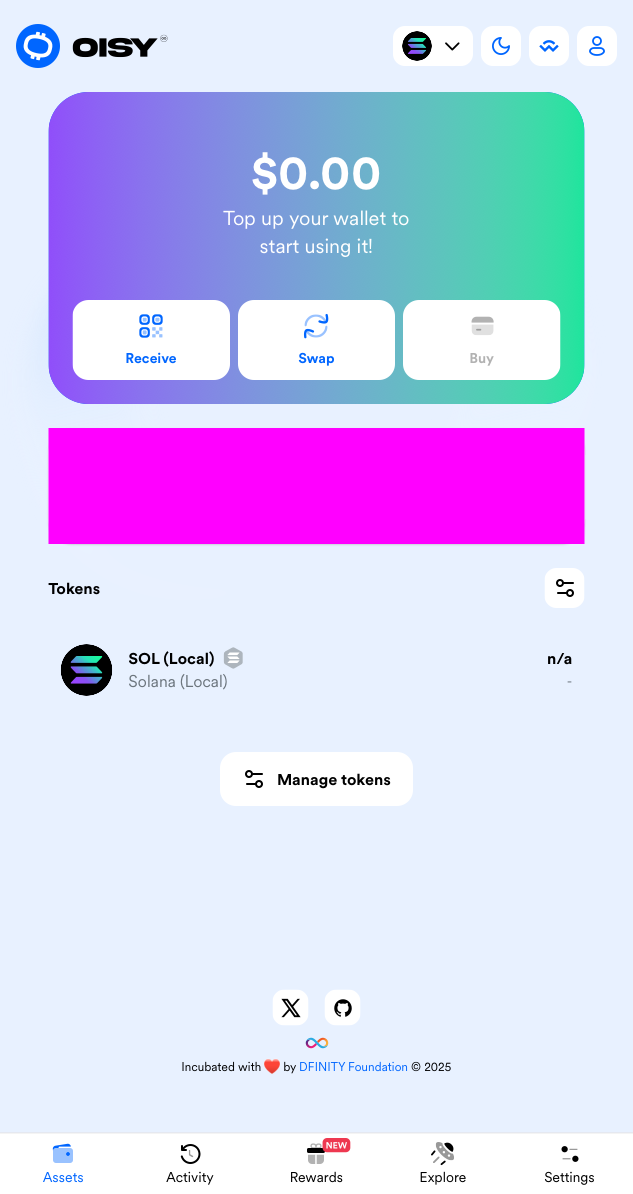 OISY
$0.00
Top up your wallet to
start using it!
Receive
Swap
Buy
Tokens
SOL (Local)
n/a
Solana (Local)
-
Manage tokens
Incubated with ❤️ by DFINITY Foundation © 2025
NEW
Assets
Activity
Rewards
Explore
Settings